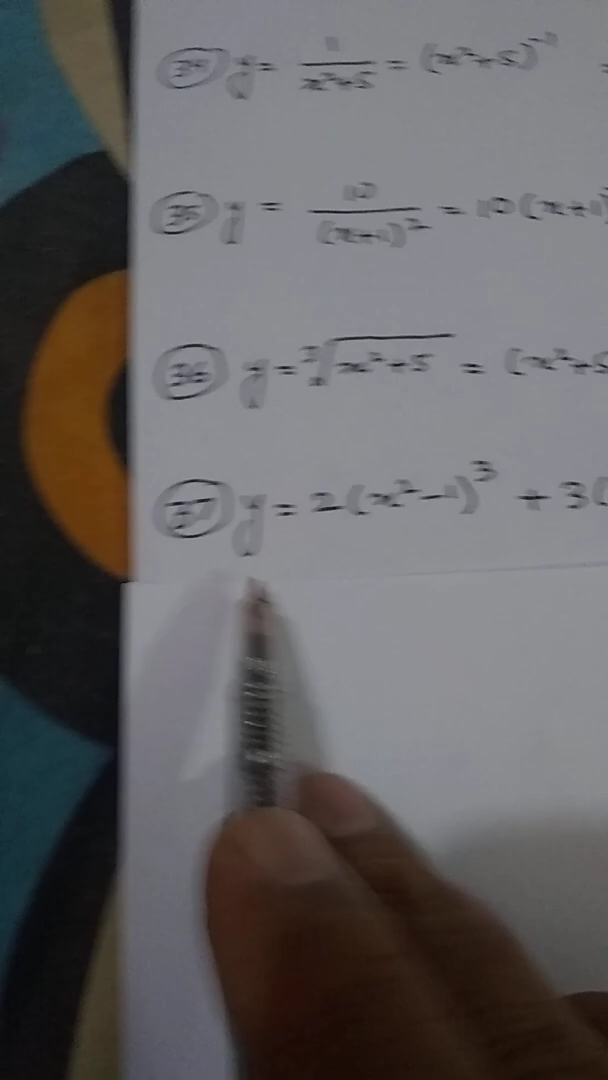 34 y = 1/(x²+5) = (x²+5)⁻¹ =
35 y = 10/(x+1)² = 10(x+1)
36 y = ³√(x²+5) = (x²+5
37 y = 2(x²-1)³ + 3(